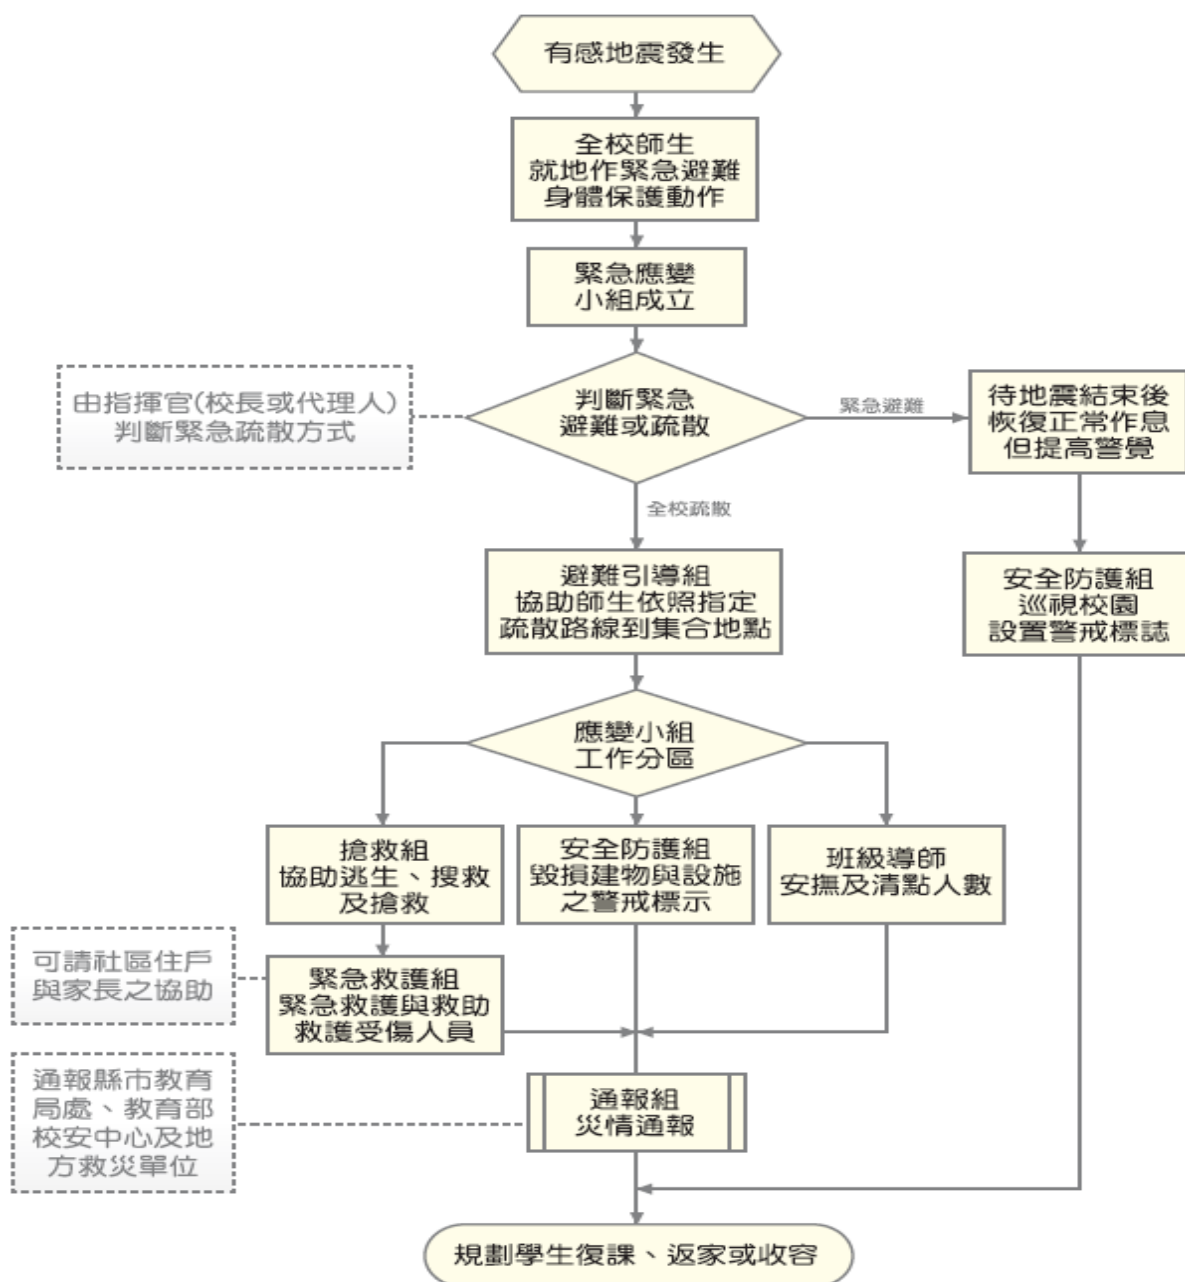 有感地震發生
全校師生
就地作緊急避難
身體保護動作
緊急應變
小組成立
由指揮官(校長或代理人)
判斷緊急疏散方式
判斷緊急
避難或疏散
緊急避難
待地震結束後
恢復正常作息
但提高警覺
全校疏散
避難引導組
協助師生依照指定
疏散路線到集合地點
安全防護組
巡視校園
設置警戒標誌
應變小組
工作分區
搶救組
協助逃生、搜救
及搶救
安全防護組
毀損建物與設施
之警戒標示
班級導師
安撫及清點人數
可請社區住戶
與家長之協助
緊急救護組
緊急救護與救助
救護受傷人員
通報縣市教育
局處、教育部
校安中心及地
方救災單位
通報組
災情通報
規劃學生復課、返家或收容